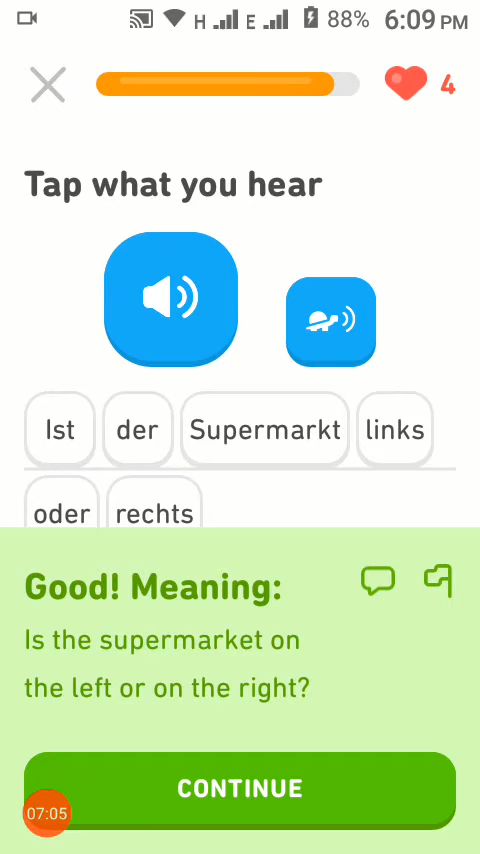 H E 88% 6:09 PM
4
Tap what you hear
Ist der Supermarkt links
oder rechts
Good! Meaning:
Is the supermarket on
the left or on the right?
CONTINUE
07:05